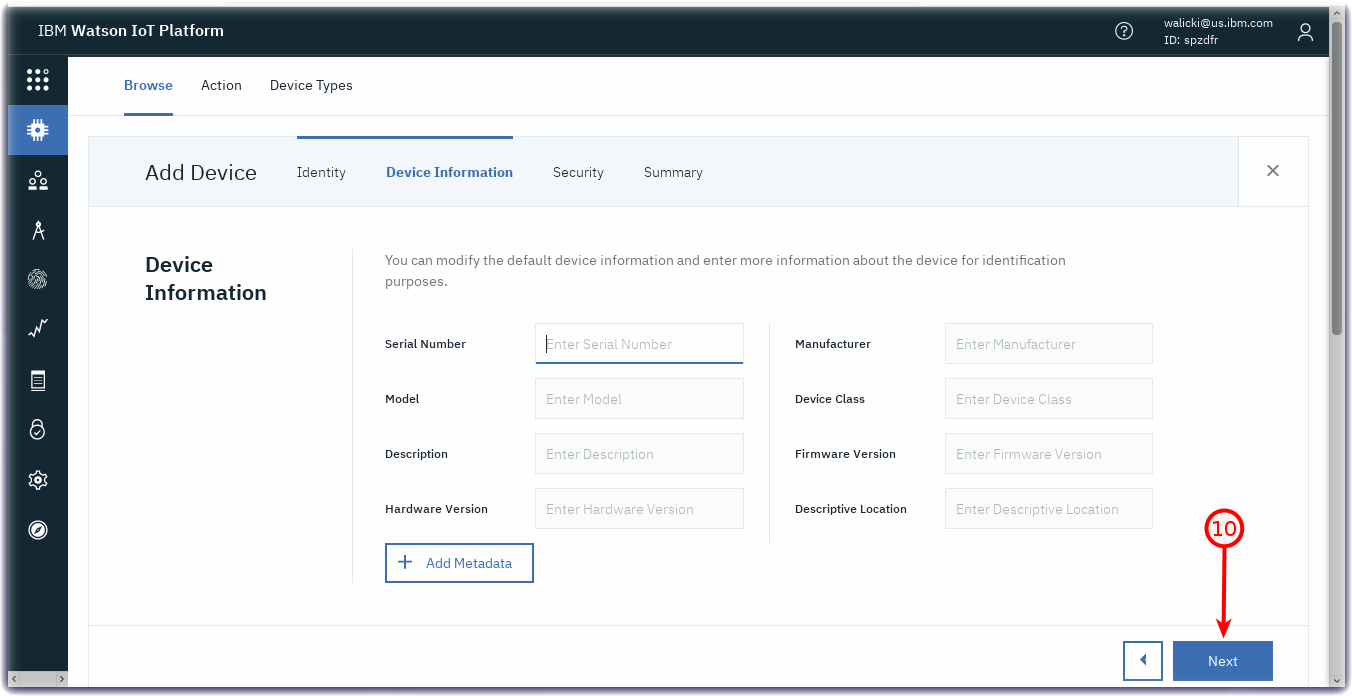 IBM Watson IoT Platform
walicki@us.ibm.com
ID: spzdfr
Browse
Action
Device Types
Add Device
Identity
Device Information
Security
Summary
Device
Information
You can modify the default device information and enter more information about the device for identification
purposes.
Serial Number
Enter Serial Number
Manufacturer
Enter Manufacturer
Model
Enter Model
Device Class
Enter Device Class
Description
Enter Description
Firmware Version
Enter Firmware Version
Hardware Version
Enter Hardware Version
Descriptive Location
Enter Descriptive Location
10
+ Add Metadata
Next